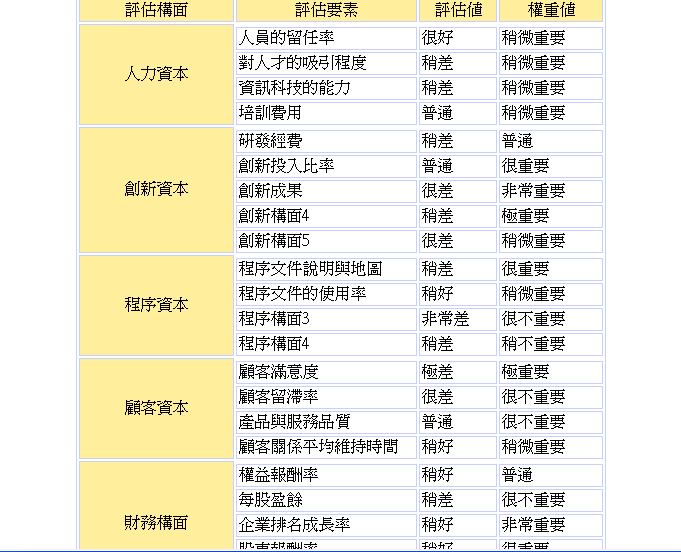 評估構面 評估要素 評估值 權重值
人力資本
人員的留任率 很好 稍微重要
對人才的吸引程度 稍差 稍微重要
資訊科技的能力 稍差 稍微重要
培訓費用 普通 稍微重要
創新資本
研發經費 稍差 普通
創新投入比率 普通 很重要
創新成果 很差 非常重要
創新構面4 稍差 極重要
創新構面5 很差 稍微重要
程序資本
程序文件說明與地圖 稍差 很重要
程序文件的使用率 稍好 稍微重要
程序構面3 非常差 很不重要
程序構面4 稍差 稍不重要
顧客資本
顧客滿意度 極差 極重要
顧客留滯率 很差 很不重要
產品與服務品質 普通 很不重要
顧客關係平均維持時間 稍好 稍微重要
財務構面
權益報酬率 稍好 普通
每股盈餘 稍差 很不重要
企業排名成長率 稍好 非常重要
股東報酬率 稍好 很重要